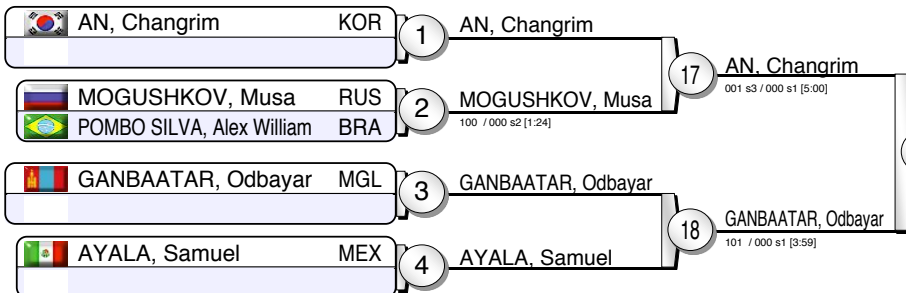 AN, Changrim KOR
1
AN, Changrim
MOGUSHKOV, Musa RUS
POMBO SILVA, Alex William BRA
2
MOGUSHKOV, Musa
100 / 000 s2 [1:24]
17
AN, Changrim
001 s3 / 000 s1 [5:00]
GANBAATAR, Odbayar MGL
3
GANBAATAR, Odbayar
AYALA, Samuel MEX
4
AYALA, Samuel
18
GANBAATAR, Odbayar
101 / 000 s1 [3:59]